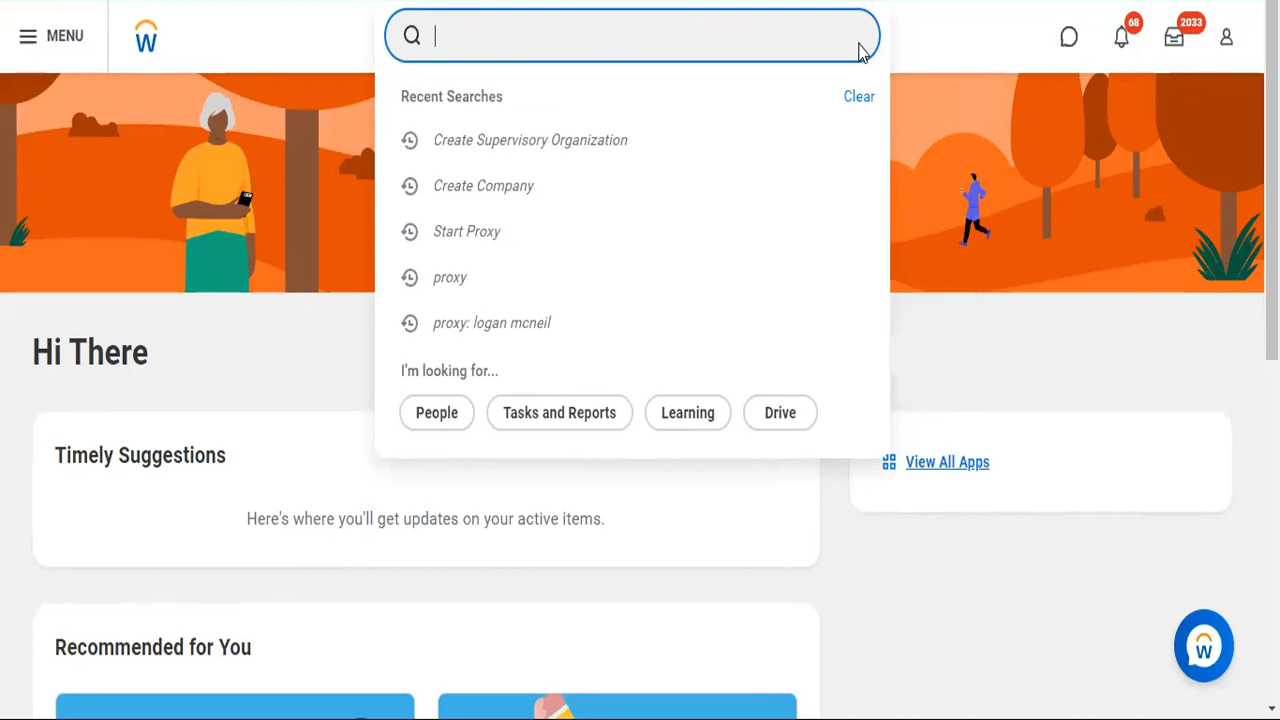 MENU
W
68
2033
Recent Searches
Clear
Create Supervisory Organization
Create Company
Start Proxy
proxy
proxy: logan mcneil
I'm looking for...
People
Tasks and Reports
Learning
Drive
Hi There
Timely Suggestions
Here's where you'll get updates on your active items.
View All Apps
Recommended for You
W